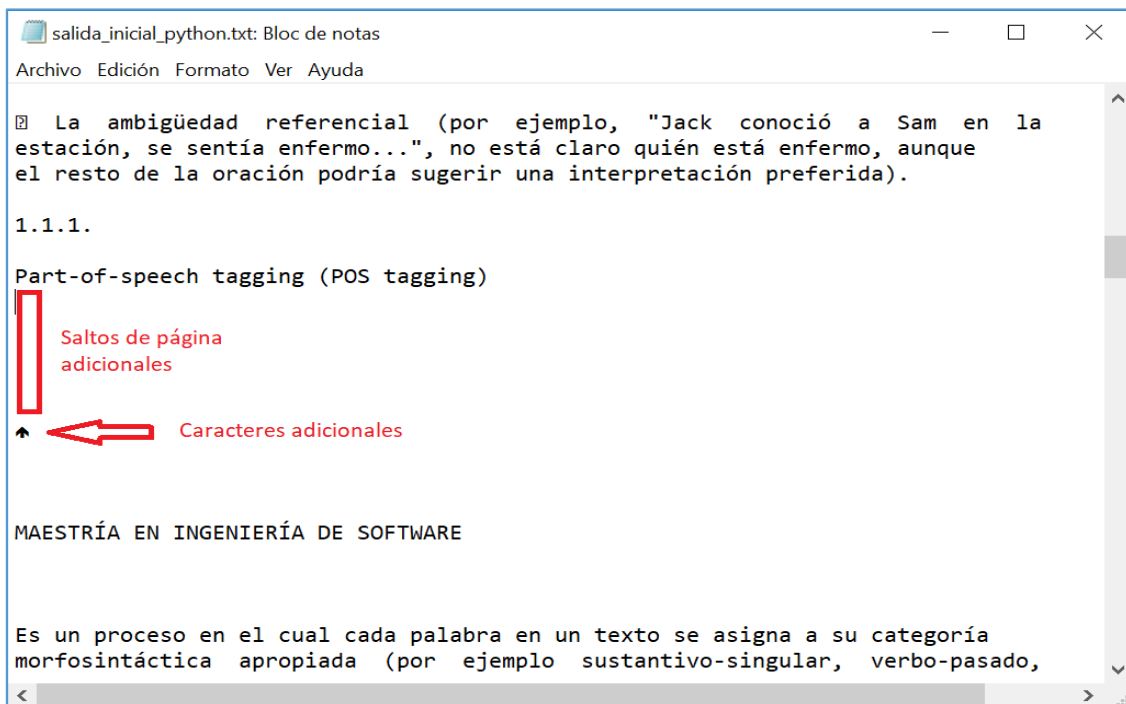 salida_inicial_python.txt: Bloc de notas
Archivo Edición Formato Ver Ayuda
La ambigüedad referencial (por ejemplo, "Jack conoció a Sam en la
estación, se sentía enfermo...", no está claro quién está enfermo, aunque
el resto de la oración podría sugerir una interpretación preferida).
1.1.1.
Part-of-speech tagging (POS tagging)
Saltos de página
adicionales
Caracteres adicionales
MAESTRÍA EN INGENIERÍA DE SOFTWARE
Es un proceso en el cual cada palabra en un texto se asigna a su categoría
morfosintáctica apropiada (por ejemplo sustantivo-singular, verbo-pasado,